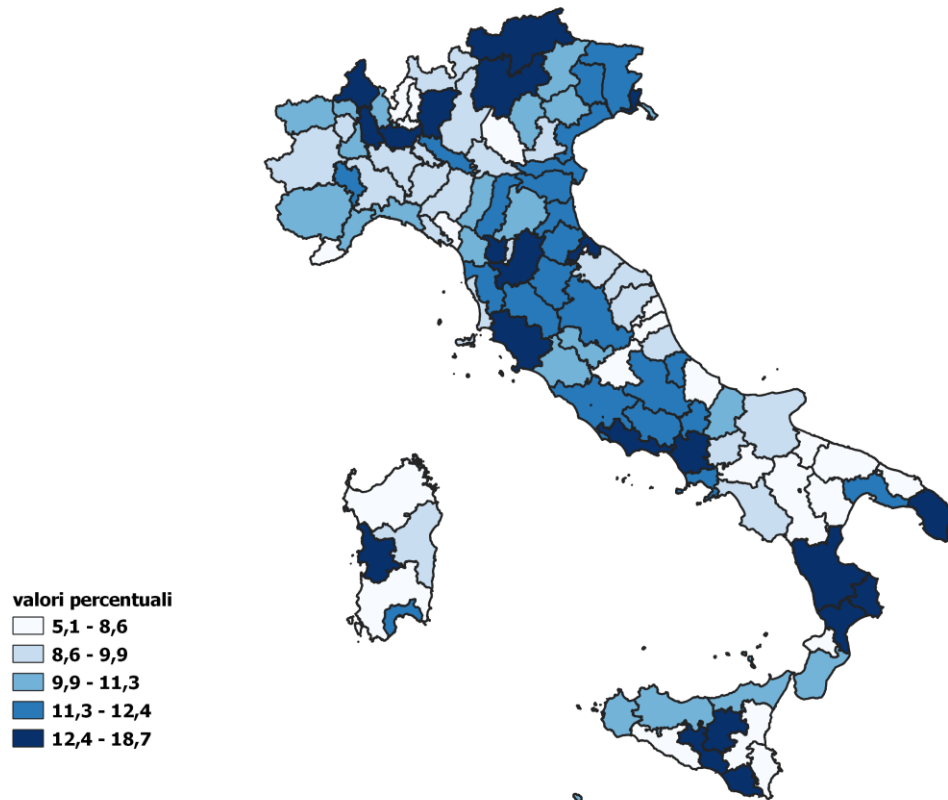 valori percentuali
5,1 - 8,6
8,6 - 9,9
9,9 - 11,3
11,3 - 12,4
12,4 - 18,7